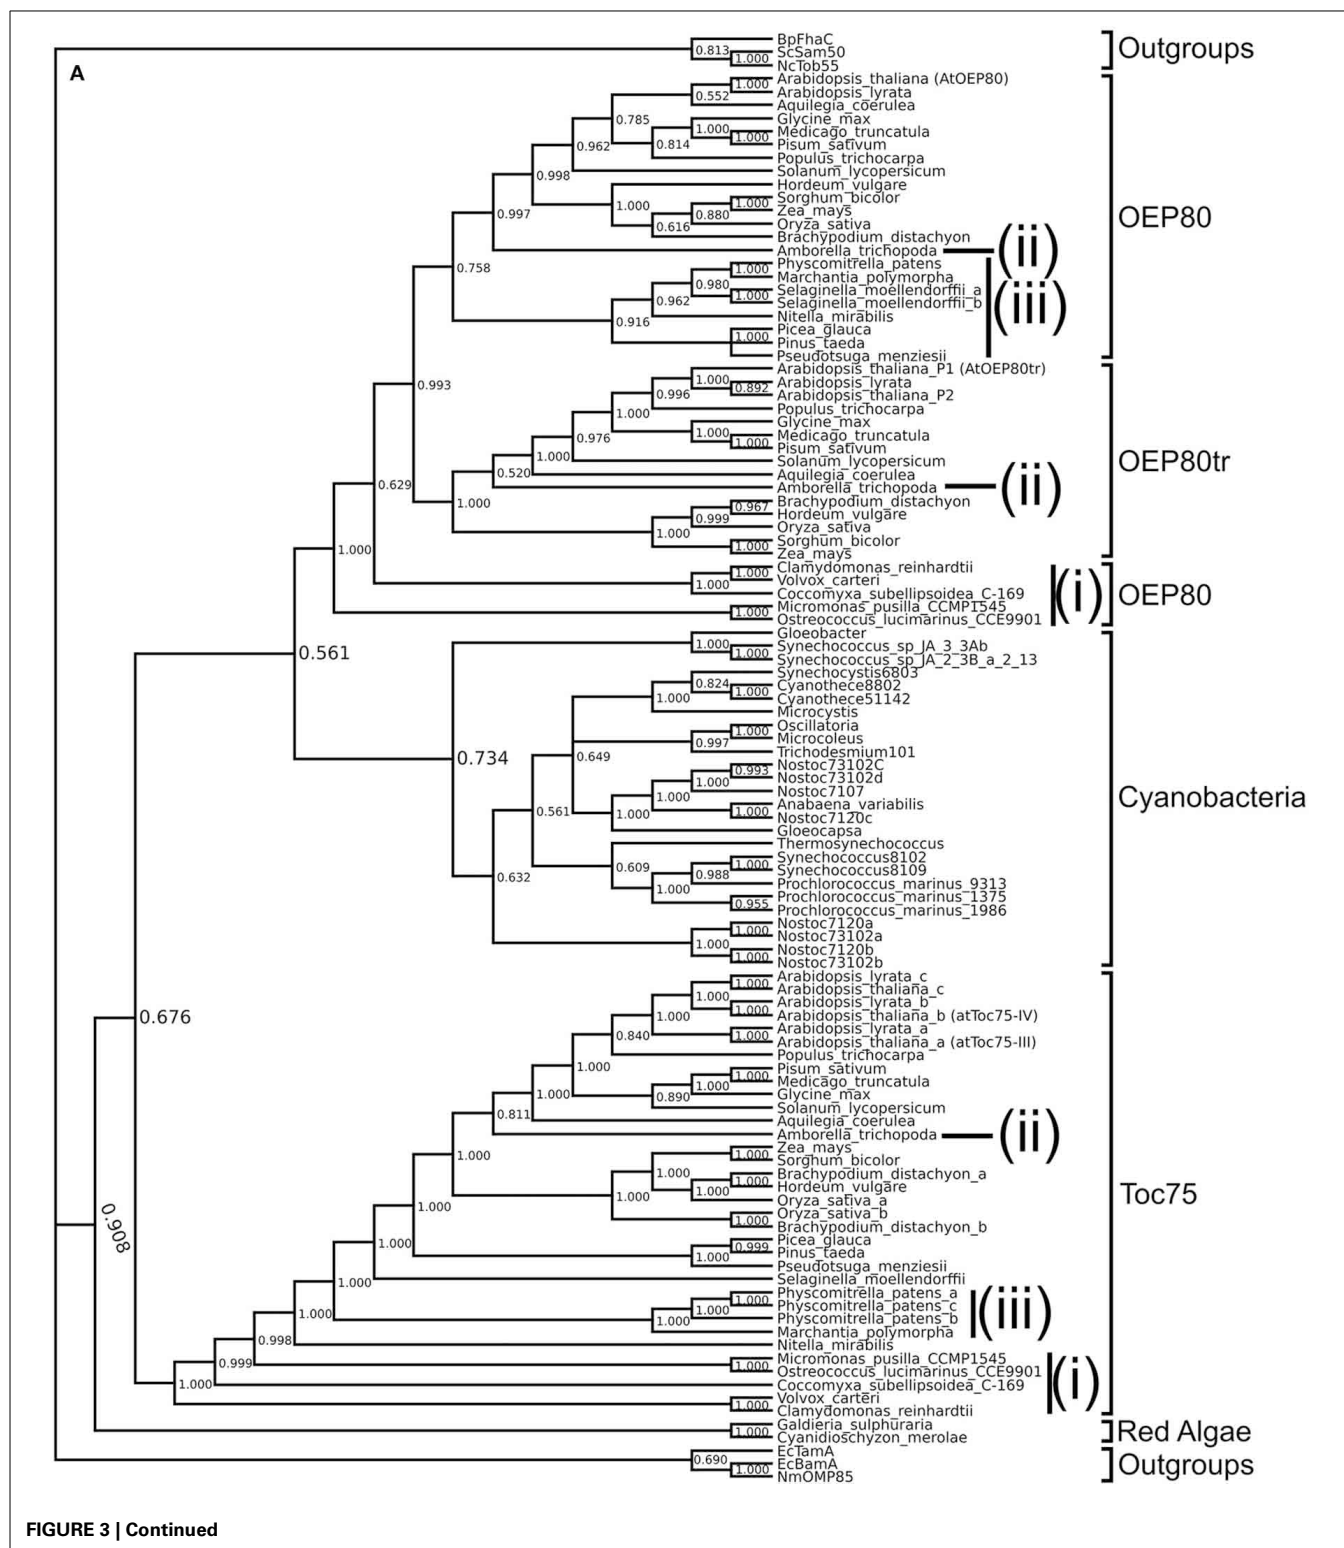 A
BpFhaC
0.813
ScSam50
1.000
NcTob55
Outgroups
Arabidopsis_thaliana (AtOEP80)
1.000
Arabidopsis_lyrata
0.552
Aquilegia_coerulea
0.785
Glycine_max
1.000
Medicago_truncatula
1.000
Pisum_sativum
0.962
0.814
Populus_trichocarpa
Solanum_lycopersicum
0.998
Hordeum_vulgare
Sorghum_bicolor
1.000
1.000
Zea_mays
0.880
0.997
Oryza_sativa
0.616
Brachypodium_distachyon
OEP80
Amborella_trichopoda
(ii)
Physcomitrella_patens
0.758
1.000
Marchantia_polymorpha
0.980
Selaginella_moellendorffii_a
1.000
0.962
Selaginella_moellendorffii_b
(iii)
Nitella_mirabilis
0.916
Picea_glauca
1.000
Pinus_taeda
Pseudotsuga_menziesii
Arabidopsis_thaliana_P1 (AtOEP80tr)
1.000
0.993
Arabidopsis_lyrata
0.892
0.996
Arabidopsis_thaliana_P2
Populus_trichocarpa
1.000
Glycine_max
1.000
Medicago_truncatula
0.976
1.000
Pisum_sativum
1.000
Solanum_lycopersicum
OEP80tr
0.520
Aquilegia_coerulea
0.629
Amborella_trichopoda
(ii)
1.000
Brachypodium_distachyon
0.967
Hordeum_vulgare
0.999
Oryza_sativa
1.000
Sorghum_bicolor
1.000
1.000
Zea_mays
Clamydomonas_reinhardtii
1.000
Volvox_carteri
1.000
Coccomyxa_subellipsoidea_C-169
(i)
OEP80
Micromonas_pusilla_CCMP1545
1.000
Ostreococcus_lucimarinus_CCE9901
Gloeobacter
1.000
Synechococcus_sp_JA_3_3Ab
0.561
1.000
Synechococcus_sp_JA_2_3B_a_2_13
Synechocystis6803
0.824
Cyanothece8802
1.000
1.000
Cyanothece51142
Microcystis
Oscillatoria
1.000
Microcoleus
0.997
Trichodesmium101
0.649
0.734
Nostoc73102C
0.993
Nostoc73102d
1.000
Nostoc7107
1.000
Cyanobacteria
Anabaena_variabilis
1.000
0.561
1.000
Nostoc7120c
Gloeocapsa
Thermosynechococcus
Synechococcus8102
0.609
1.000
Synechococcus8109
0.632
0.988
Prochlorococcus_marinus_9313
1.000
Prochlorococcus_marinus_1375
0.955
Prochlorococcus_marinus_1986
Nostoc7120a
1.000
Nostoc73102a
1.000
Nostoc7120b
1.000
Nostoc73102b
Arabidopsis_lyrata_c
1.000
Arabidopsis_thaliana_c
1.000
Arabidopsis_lyrata_b
1.000
0.676
1.000
Arabidopsis_thaliana_b (atToc75-IV)
Arabidopsis_lyrata_a
0.840
1.000
Arabidopsis_thaliana_a (atToc75-III)
Populus_trichocarpa
1.000
Pisum_sativum
1.000
Medicago_truncatula
1.000
1.000
Glycine_max
0.890
0.811
Solanum_lycopersicum
Aquilegia_coerulea
Amborella_trichopoda
(ii)
Zea_mays
1.000
1.000
Sorghum_bicolor
1.000
Brachypodium_distachyon_a
1.000
Hordeum_vulgare
1.000
1.000
Oryza_sativa_a
Toc75
1.000
Oryza_sativa_b
1.000
Brachypodium_distachyon_b
0.908
Picea_glauca
0.999
1.000
Pinus_taeda
1.000
Pseudotsuga_menziesii
1.000
Selaginella_moellendorffii
Physcomitrella_patens_a
1.000
1.000
Physcomitrella_patens_c
1.000
Physcomitrella_patens_b
(iii)
Marchantia_polymorpha
0.998
Nitella_mirabilis
0.999
Micromonas_pusilla_CCMP1545
1.000
Ostreococcus_lucimarinus_CCE9901
1.000
Coccomyxa_subellipsoidea_C-169
(i)
Volvox_carteri
1.000
Clamydomonas_reinhardtii
Galdieria_sulphuraria
1.000
Cyanidioschyzon_merolae
Red Algae
EcTamA
0.690
EcBamA
1.000
NmOMP85
Outgroups
FIGURE 3 | Continued